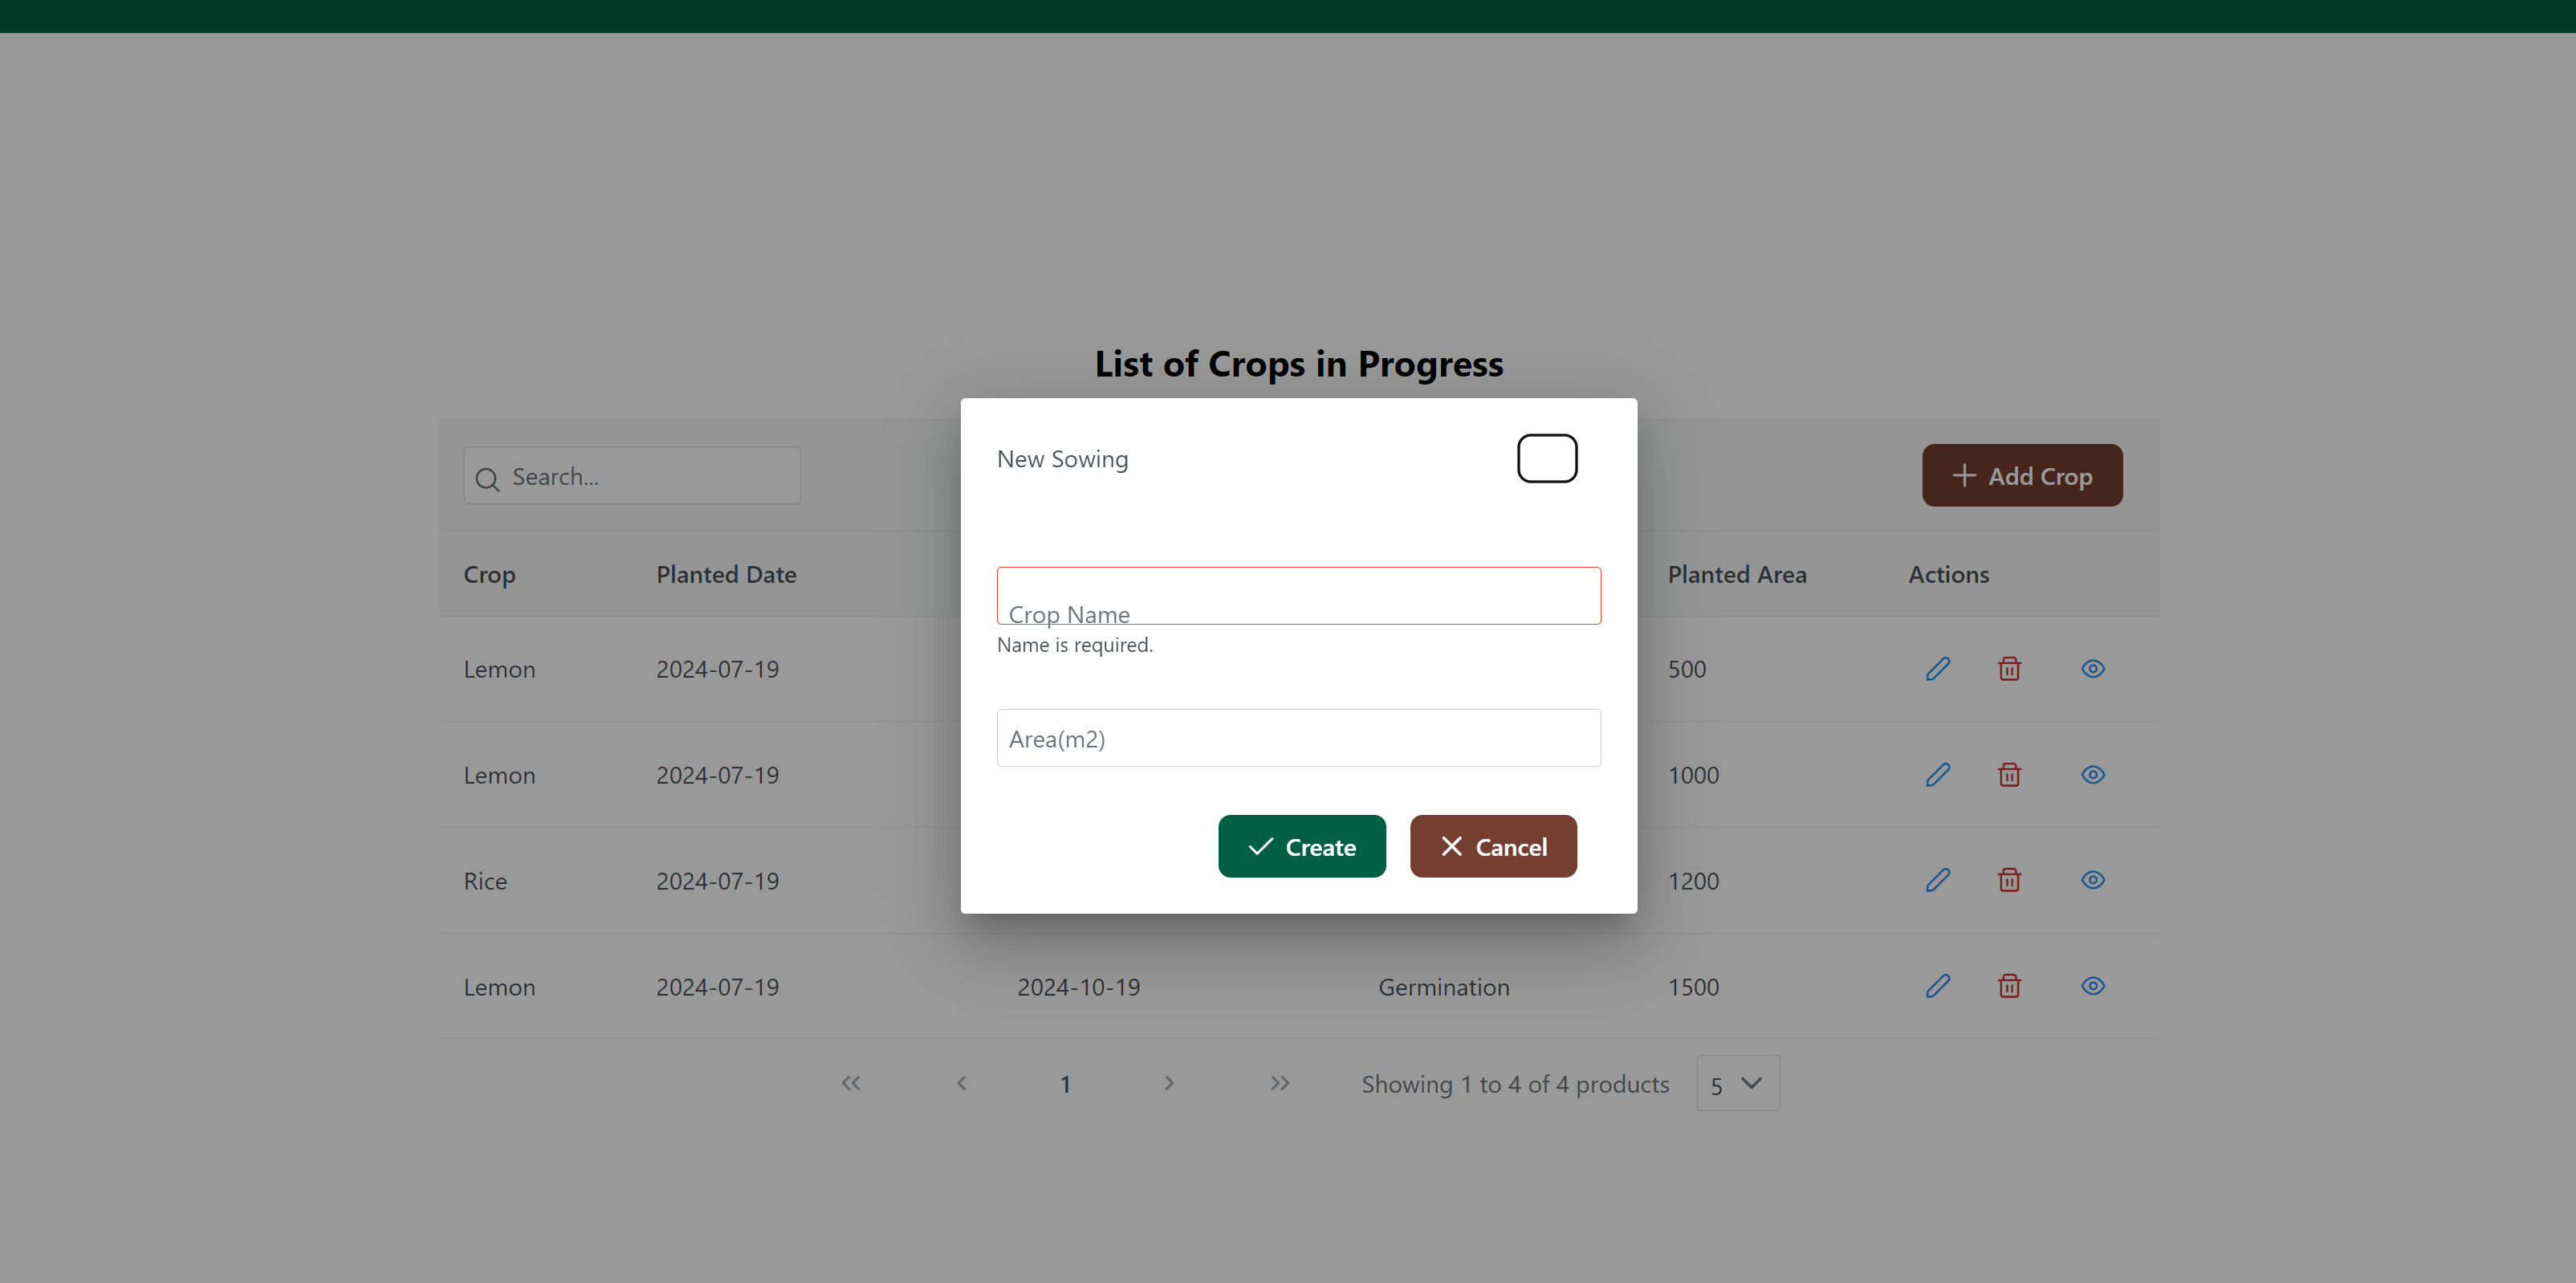 List of Crops in Progress
Search...
Add Crop
New Sowing
Crop Planted Date Planted Area Actions
Crop Name
Name is required.
Lemon 2024-07-19 500
Area(m2)
Lemon 2024-07-19 1000
Create Cancel
Rice 2024-07-19 1200
Lemon 2024-07-19 2024-10-19 Germination 1500
1 Showing 1 to 4 of 4 products 5